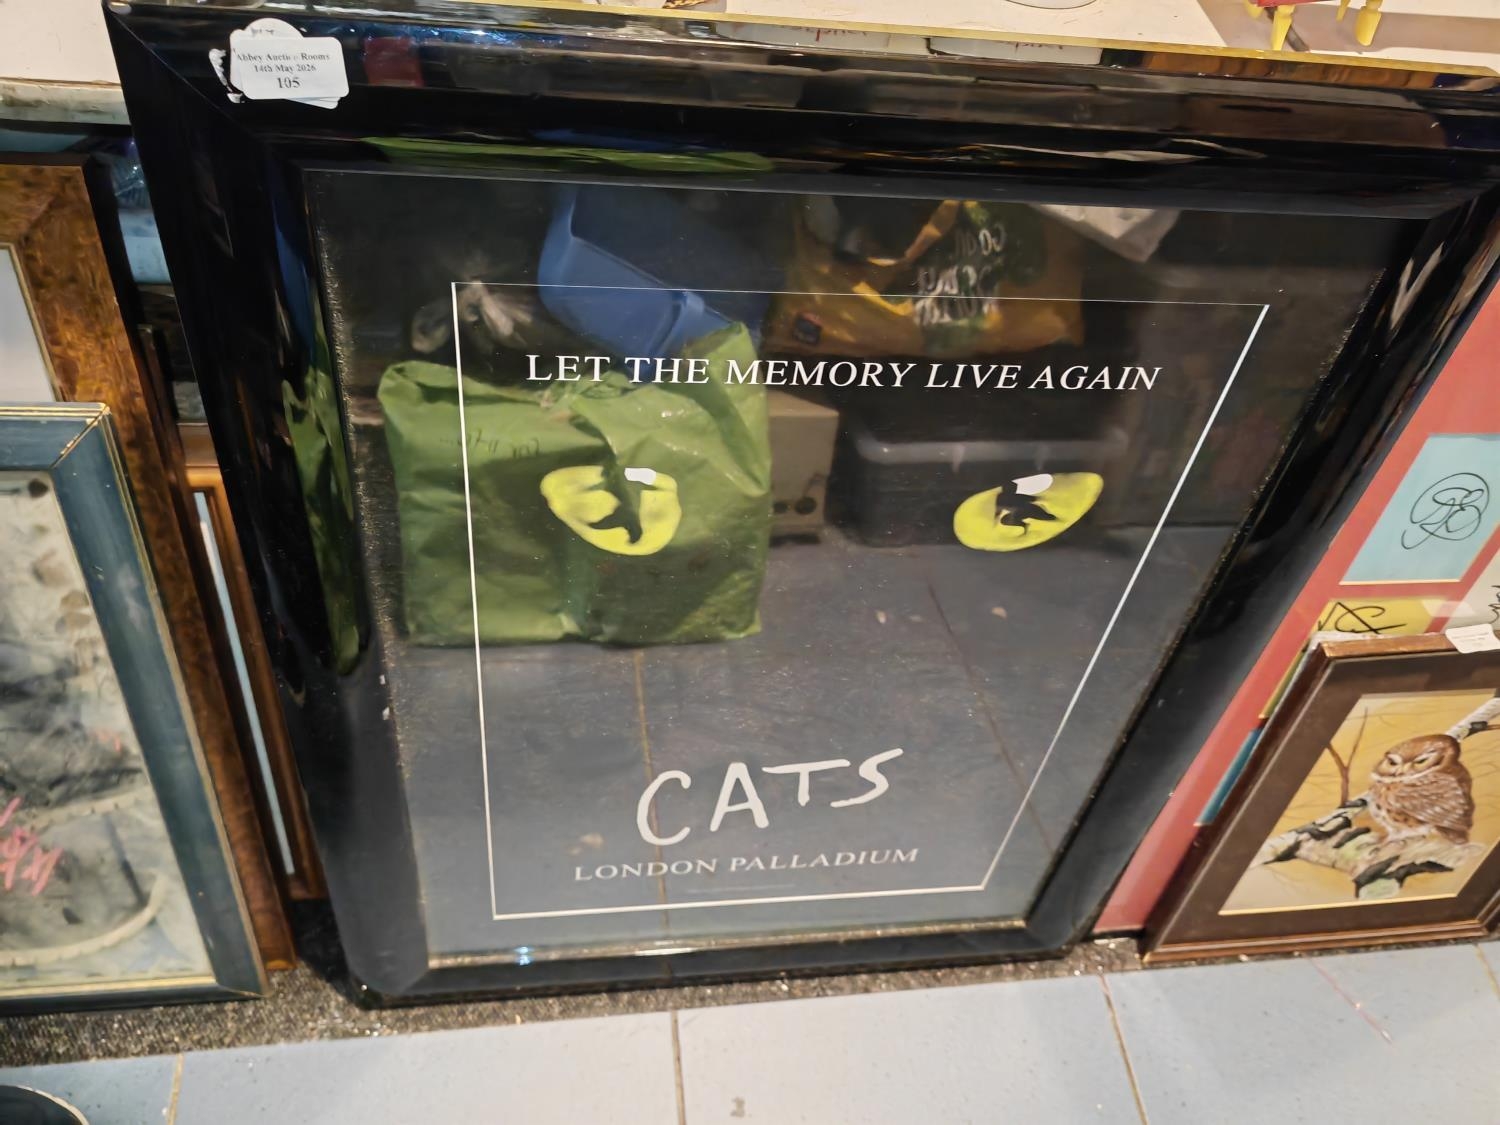 Abbey Auction Rooms
14th May 2026
105
LET THE MEMORY LIVE AGAIN
CATS
LONDON PALLADIUM